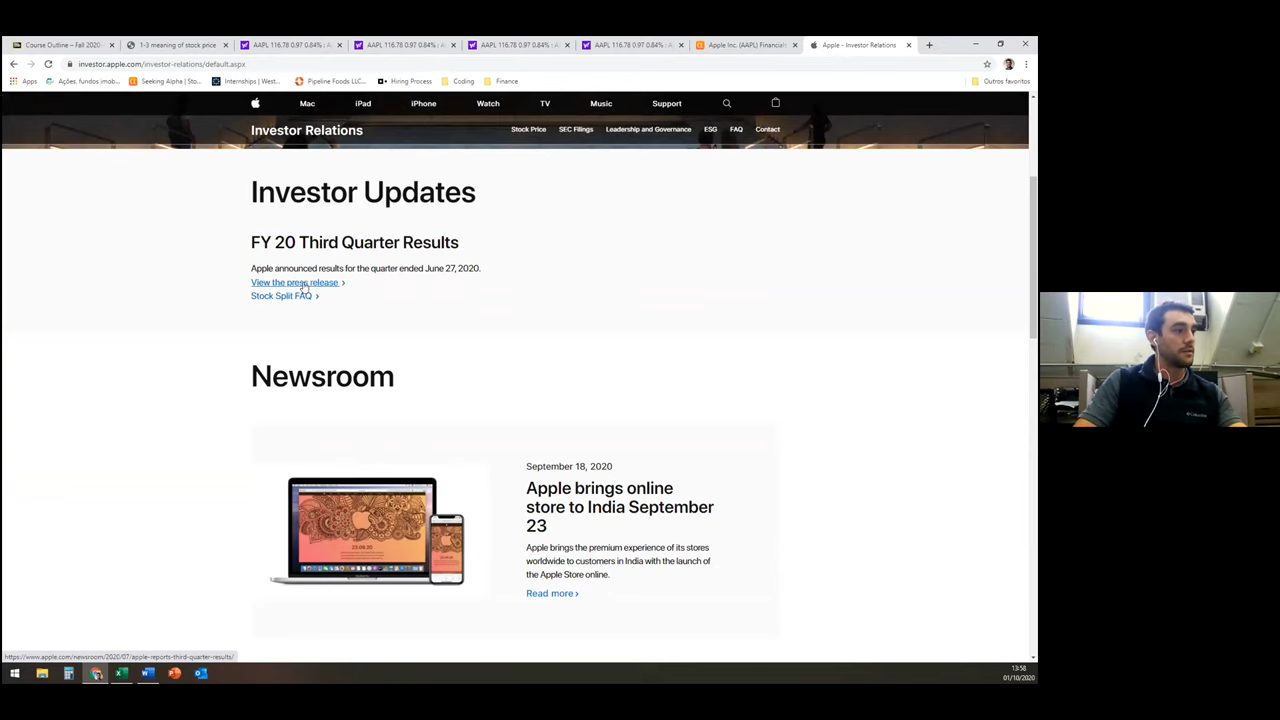 Course Outline – Fall 2020
1-3 meaning of stock price
AAPL 116.78 0.97 0.84% : A
AAPL 116.78 0.97 0.84% : A
AAPL 116.78 0.97 0.84% : A
AAPL 116.78 0.97 0.84% : A
Apple Inc. (AAPL) Financials
Apple - Investor Relations
investor.apple.com/investor-relations/default.aspx
Apps
Ações, fundos imob...
Seeking Alpha | Sto...
Internships | West...
Pipeline Foods LLC...
Hiring Process
Coding
Finance
Outros favoritos
Mac
iPad
iPhone
Watch
TV
Music
Support
Investor Relations
Stock Price
SEC Filings
Leadership and Governance
ESG
FAQ
Contact
Investor Updates
FY 20 Third Quarter Results
Apple announced results for the quarter ended June 27, 2020.
View the press release ›
Stock Split FAQ ›
Newsroom
September 18, 2020
Apple brings online
store to India September
23
Apple brings the premium experience of its stores
worldwide to customers in India with the launch of
the Apple Store online.
Read more ›
https://www.apple.com/newsroom/2020/07/apple-reports-third-quarter-results/
13:58
01/10/2020